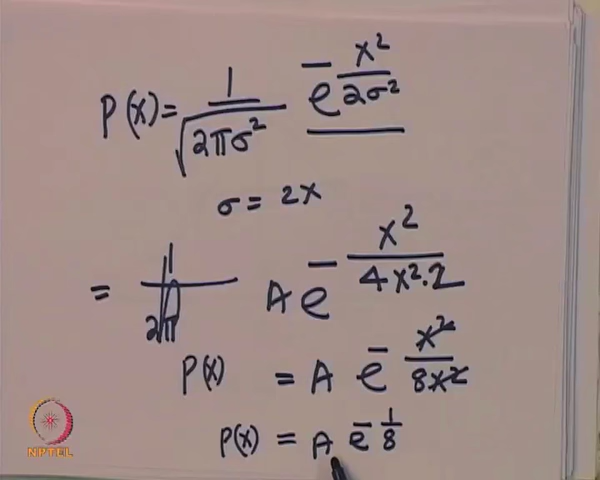 P(x) = 1/√(2πσ²) e^-(x²/2σ²)
σ = 2x
= 1/2π A e^-(x²/4x²·2)
P(x) = A e^-(x²/8x²)
P(x) = A e^-(1/8)
NPTEL